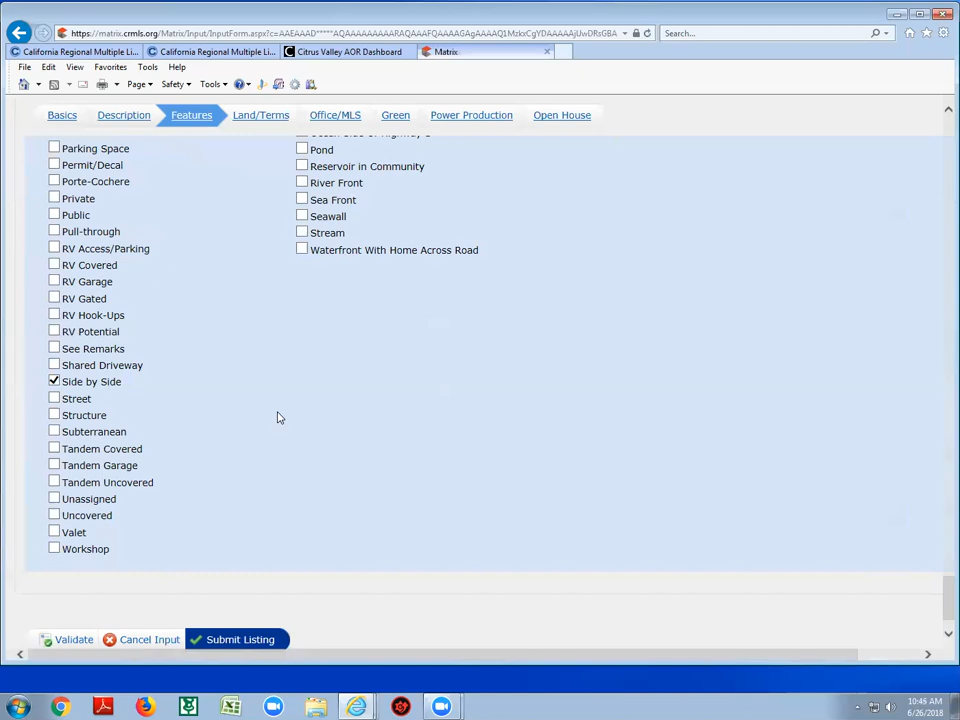 https://matrix.crmls.org/Matrix/Input/InputForm.aspx?c=AAEAAAD*****AQAAAAAAAAARAQAAAFQAAAAGAgAAAAQ1MzkxCgYDAAAAAjUwDRsGBA
Search...
California Regional Multiple Li...
California Regional Multiple Li...
Citrus Valley AOR Dashboard
Matrix
File Edit View Favorites Tools Help
Page Safety Tools
Basics Description Features Land/Terms Office/MLS Green Power Production Open House
Parking Space
Permit/Decal
Porte-Cochere
Private
Public
Pull-through
RV Access/Parking
RV Covered
RV Garage
RV Gated
RV Hook-Ups
RV Potential
See Remarks
Shared Driveway
Side by Side
Street
Structure
Subterranean
Tandem Covered
Tandem Garage
Tandem Uncovered
Unassigned
Uncovered
Valet
Workshop
Pond
Reservoir in Community
River Front
Sea Front
Seawall
Stream
Waterfront With Home Across Road
Validate Cancel Input Submit Listing
10:45 AM
6/26/2018